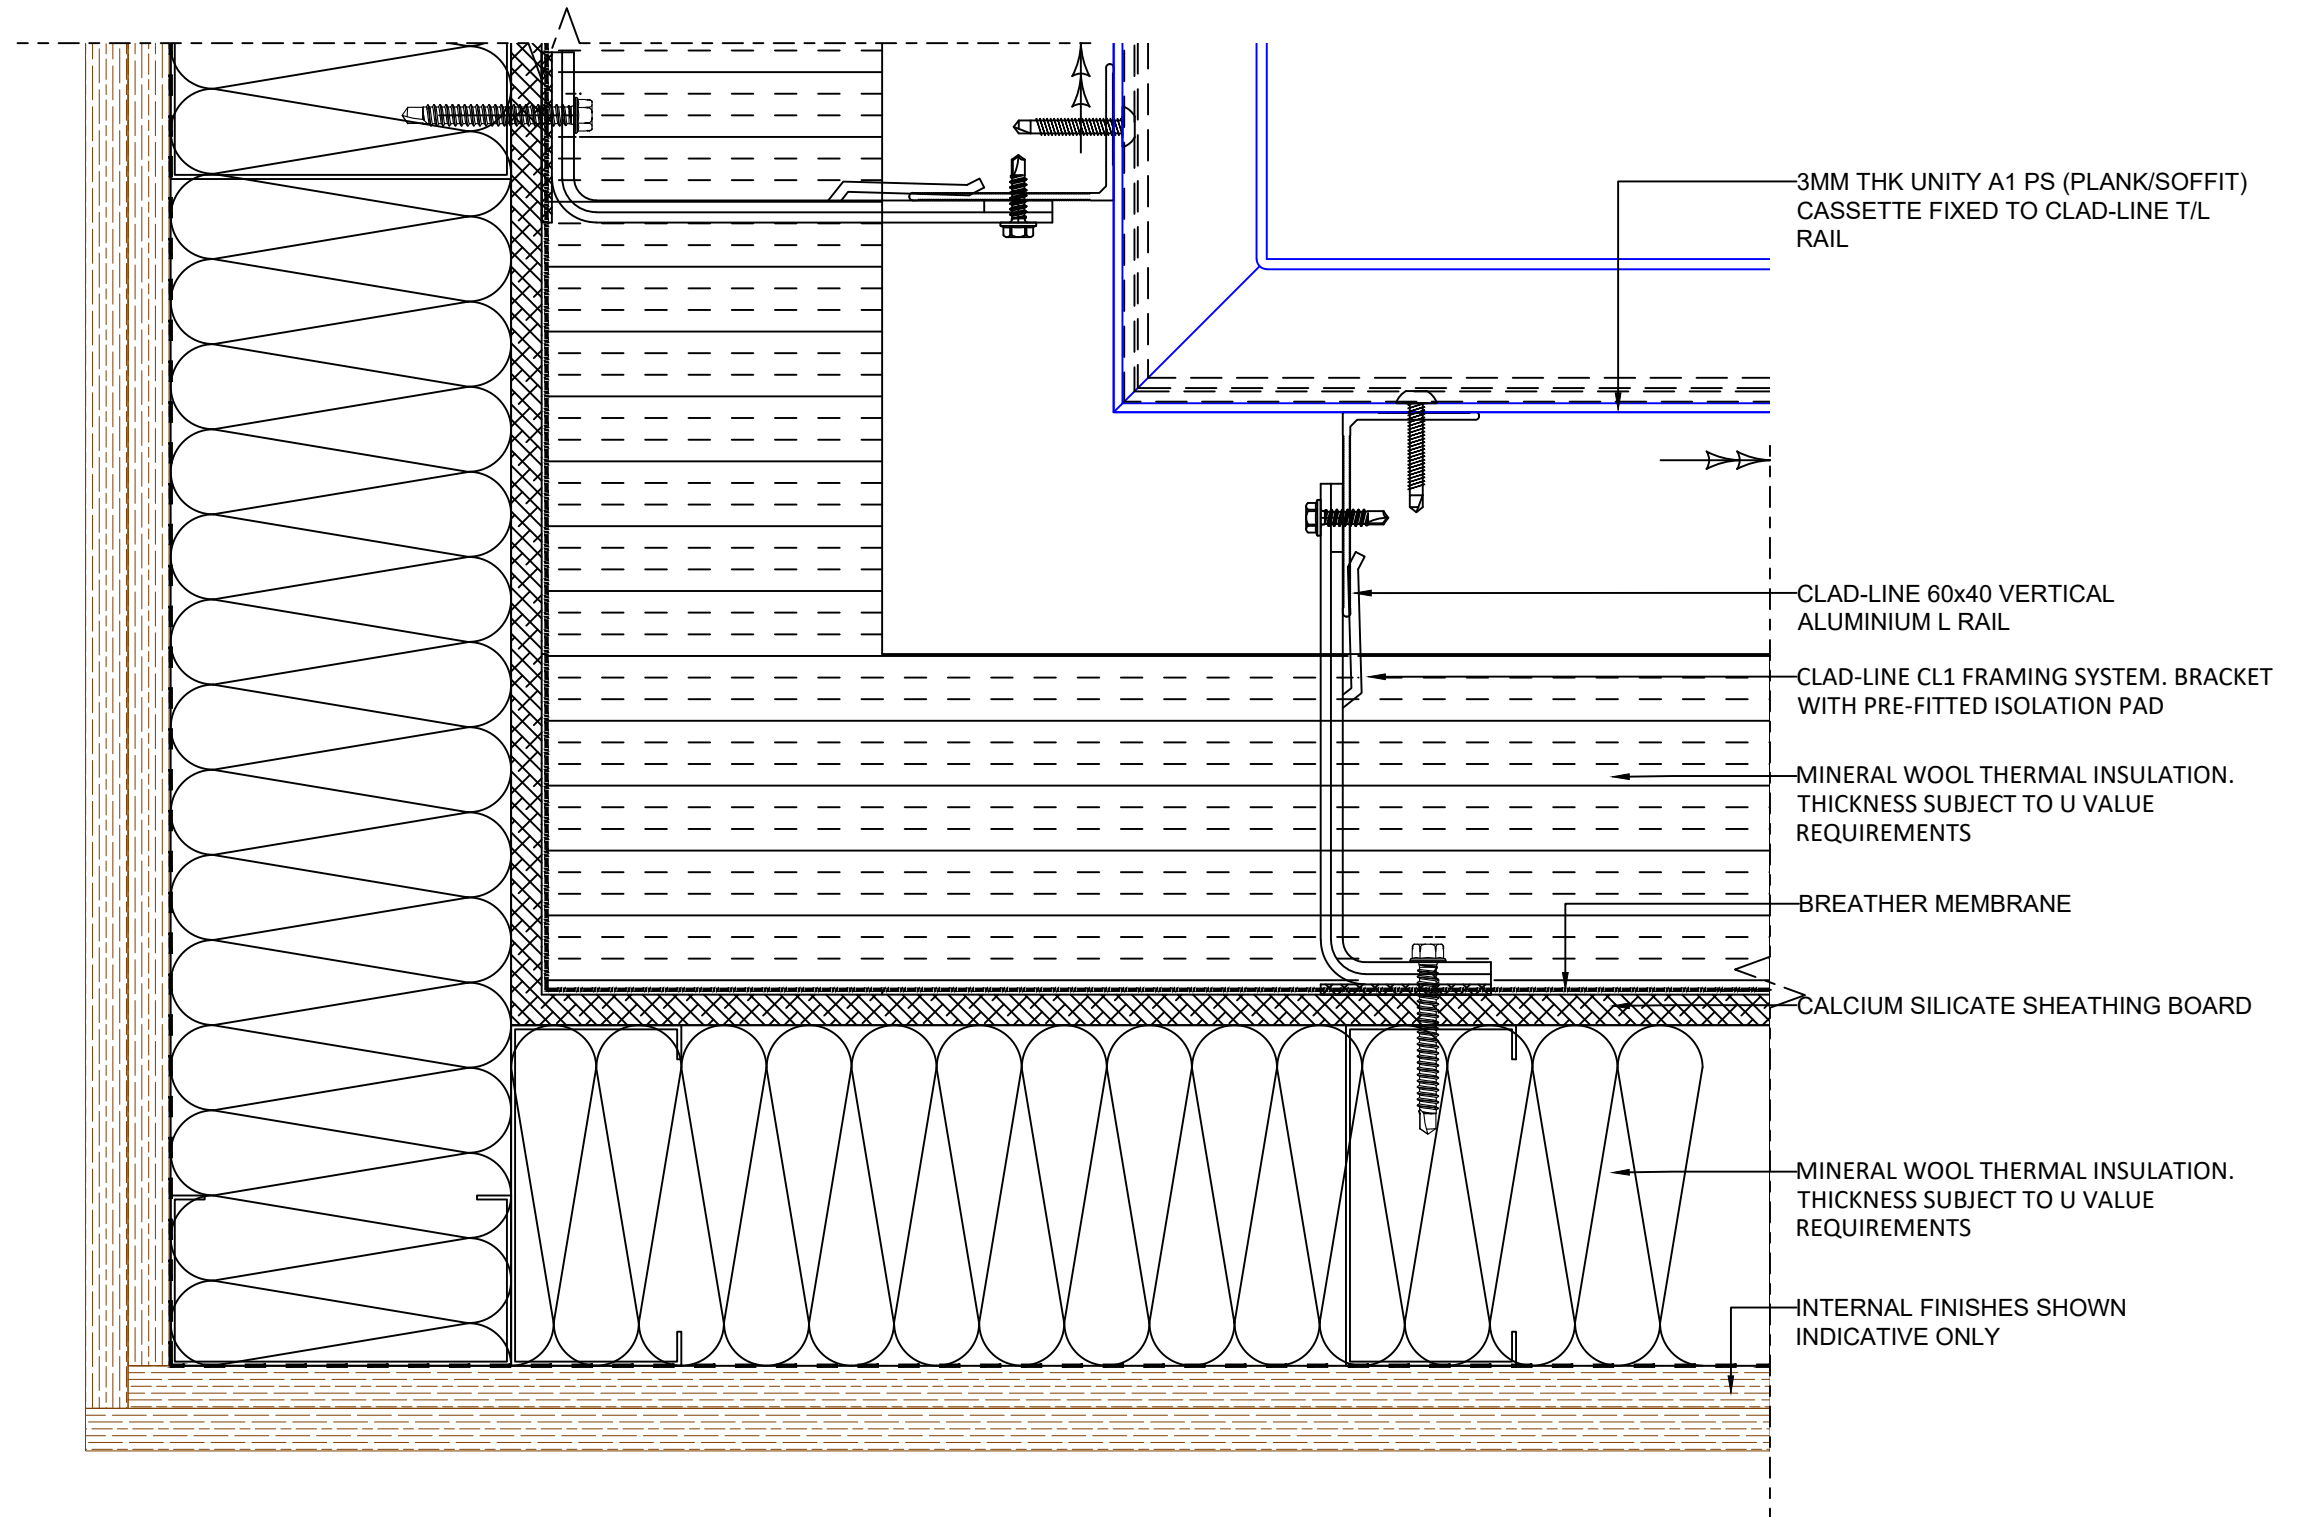 3MM THK UNITY A1 PS (PLANK/SOFFIT)
CASSETTE FIXED TO CLAD-LINE T/L
RAIL
CLAD-LINE 60x40 VERTICAL
ALUMINIUM L RAIL
CLAD-LINE CL1 FRAMING SYSTEM. BRACKET
WITH PRE-FITTED ISOLATION PAD
MINERAL WOOL THERMAL INSULATION.
THICKNESS SUBJECT TO U VALUE
REQUIREMENTS
BREATHER MEMBRANE
CALCIUM SILICATE SHEATHING BOARD
MINERAL WOOL THERMAL INSULATION.
THICKNESS SUBJECT TO U VALUE
REQUIREMENTS
INTERNAL FINISHES SHOWN
INDICATIVE ONLY